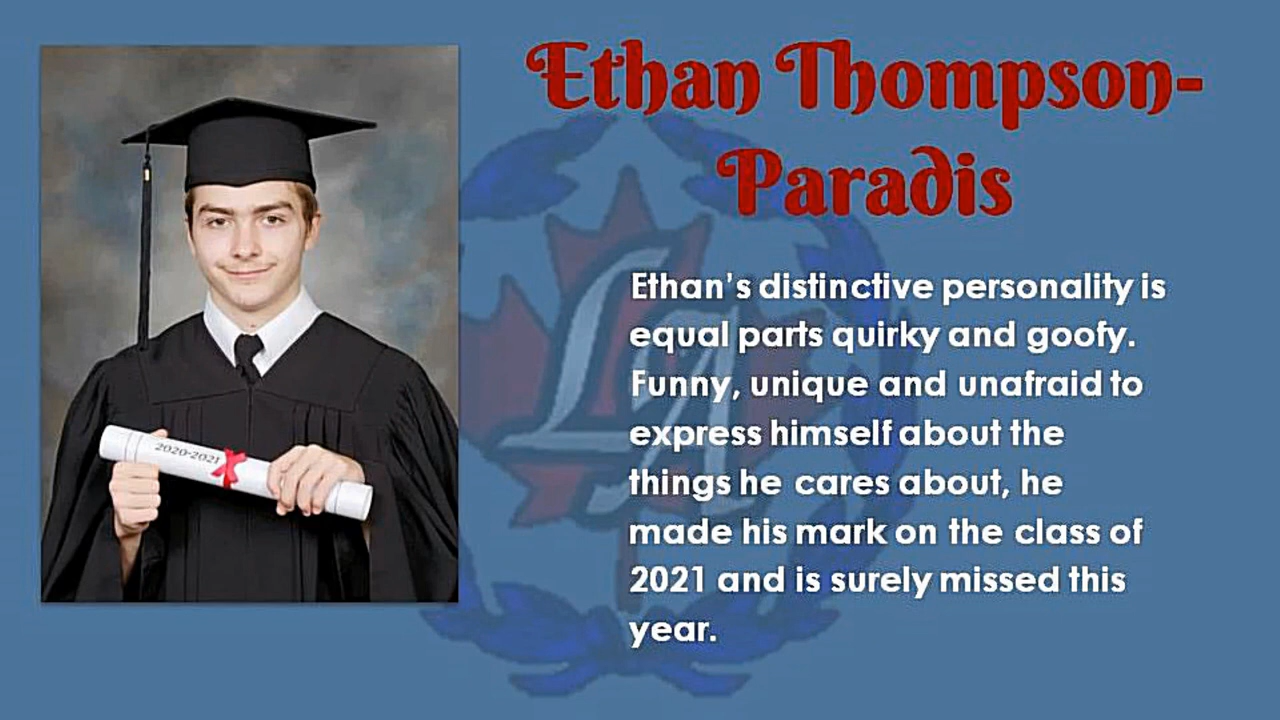 Ethan Thompson-
Paradis
Ethan's distinctive personality is
equal parts quirky and goofy.
Funny, unique and unafraid to
express himself about the
things he cares about, he
made his mark on the class of
2021 and is surely missed this
year.
2020-2021
LA